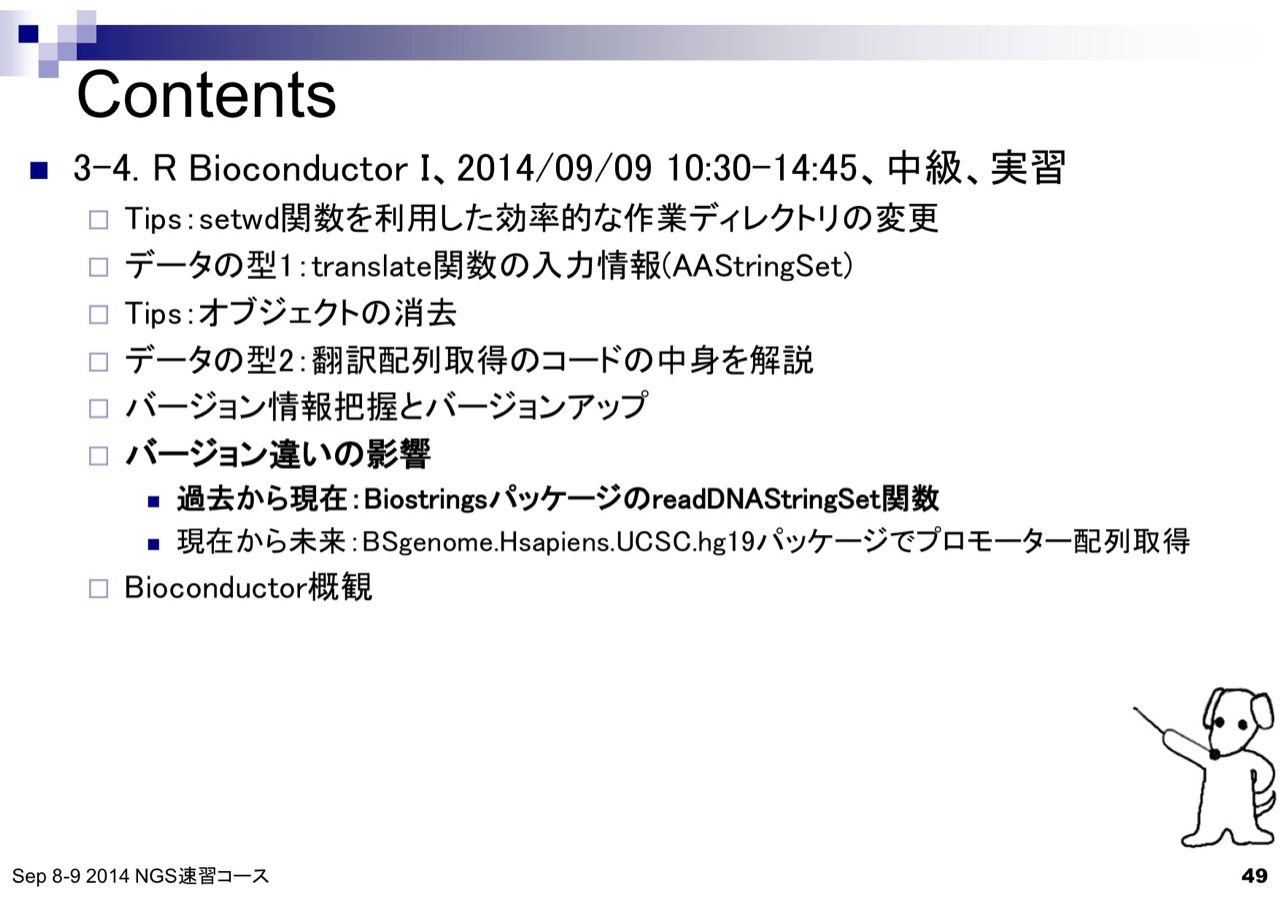 Contents
3-4. R Bioconductor I、2014/09/09 10:30-14:45、中級、実習
Tips：setwd関数を利用した効率的な作業ディレクトリの変更
データの型1：translate関数の入力情報(AAStringSet)
Tips：オブジェクトの消去
データの型2：翻訳配列取得のコードの中身を解説
バージョン情報把握とバージョンアップ
バージョン違いの影響
過去から現在：BiostringsパッケージのreadDNAStringSet関数
現在から未来：BSgenome.Hsapiens.UCSC.hg19パッケージでプロモーター配列取得
Bioconductor概観
Sep 8-9 2014 NGS速習コース
49